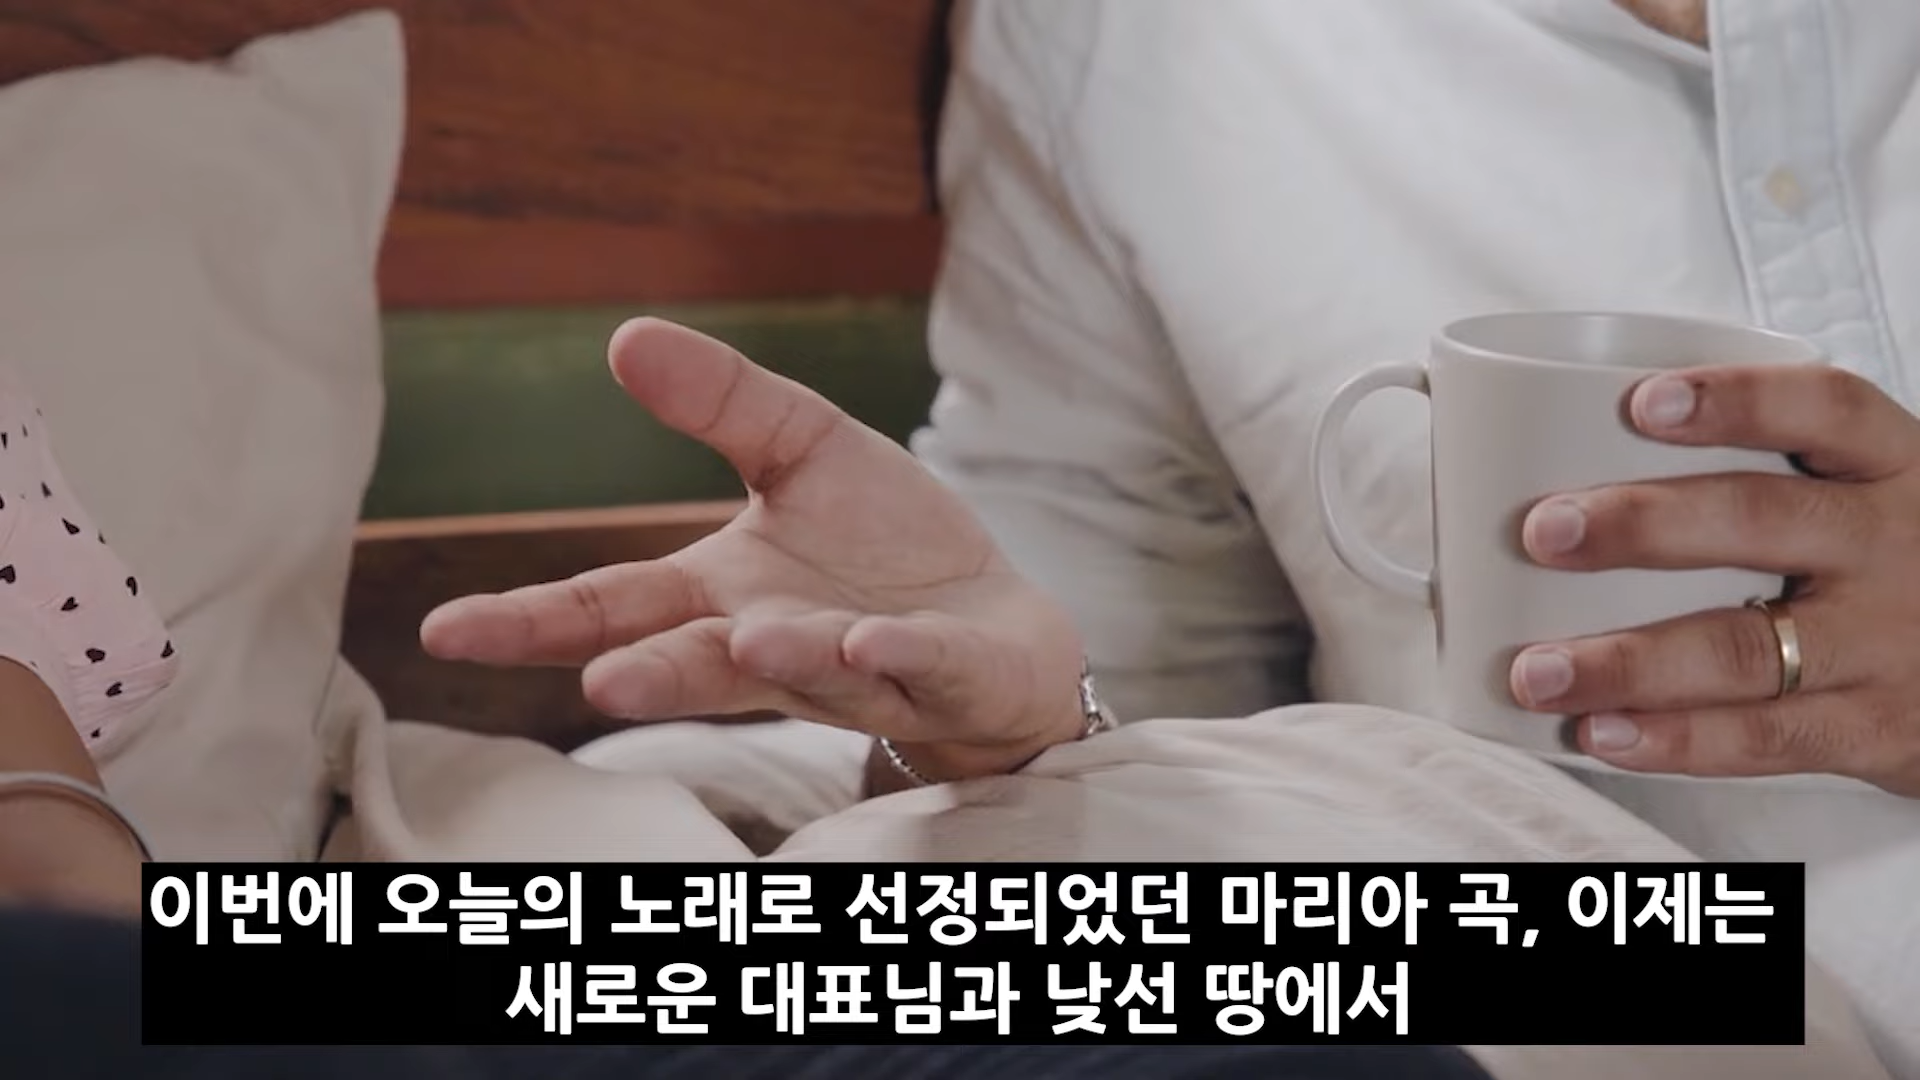 이번에 오늘의 노래로 선정되었던 마리아 곡, 이제는
새로운 대표님과 낯선 땅에서